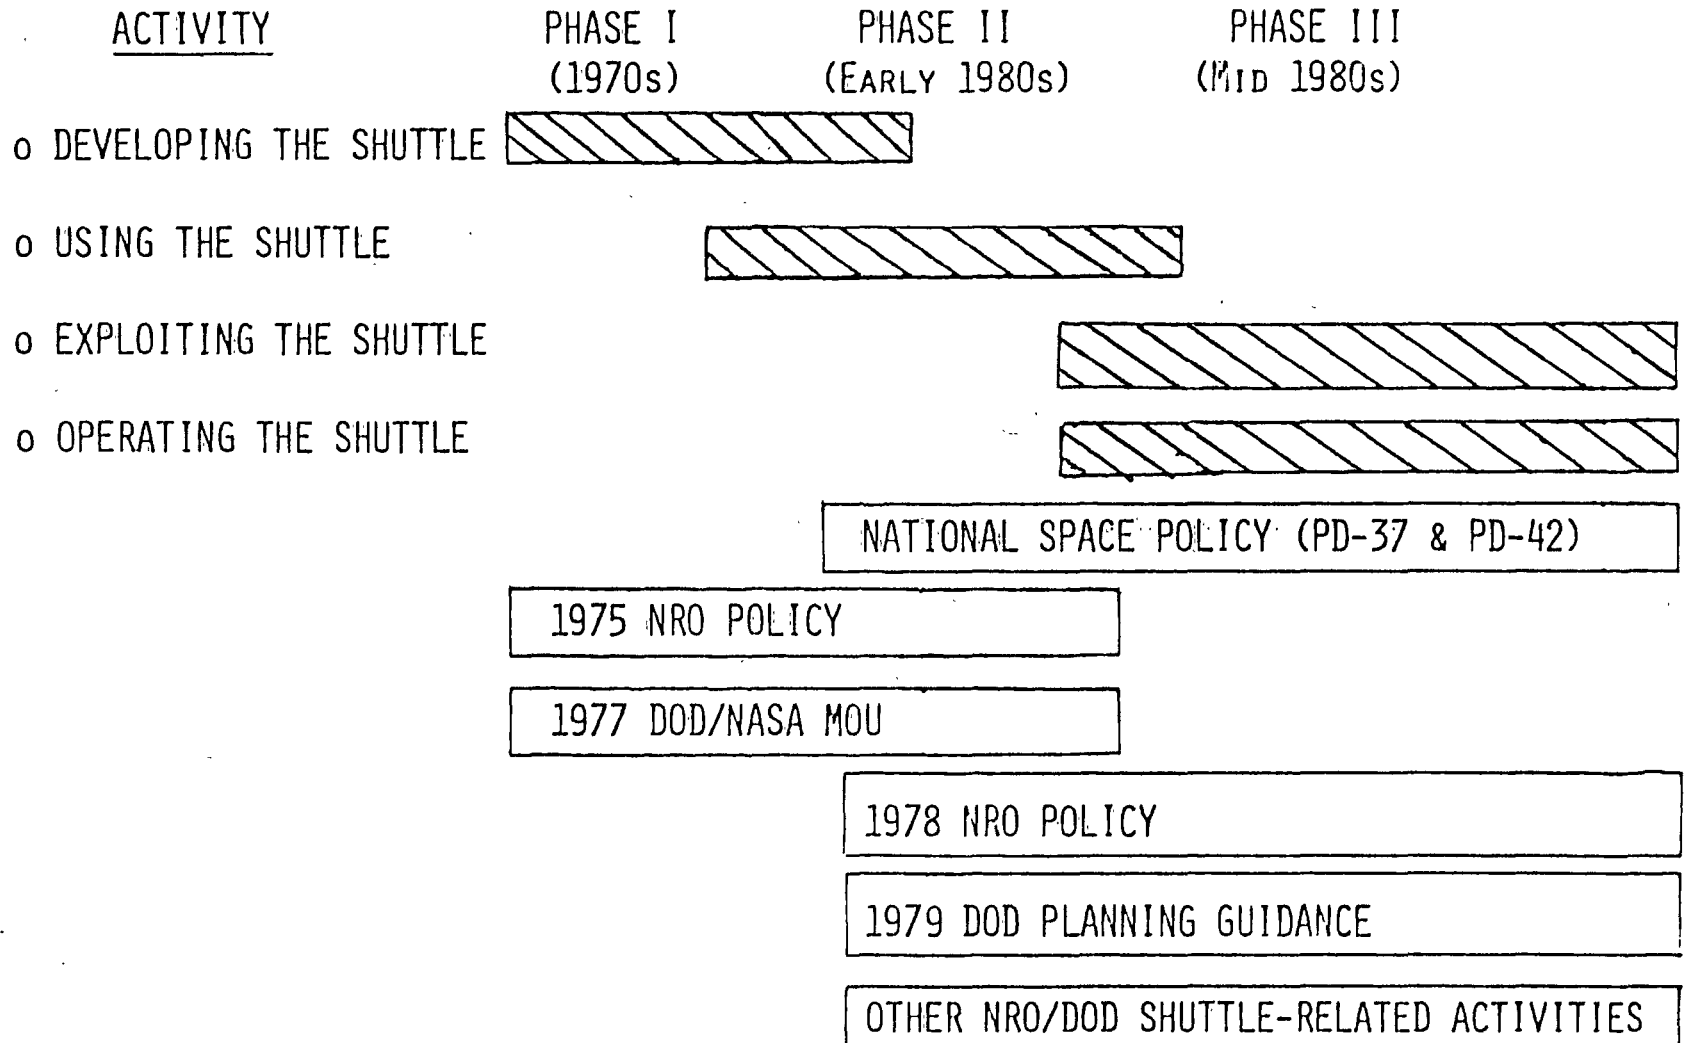 ACTIVITY PHASE I PHASE II PHASE III
(1970s) (EARLY 1980s) (MID 1980s)
o DEVELOPING THE SHUTTLE
o USING THE SHUTTLE
o EXPLOITING THE SHUTTLE
o OPERATING THE SHUTTLE
NATIONAL SPACE POLICY (PD-37 & PD-42)
1975 NRO POLICY
1977 DOD/NASA MOU
1978 NRO POLICY
1979 DOD PLANNING GUIDANCE
OTHER NRO/DOD SHUTTLE-RELATED ACTIVITIES